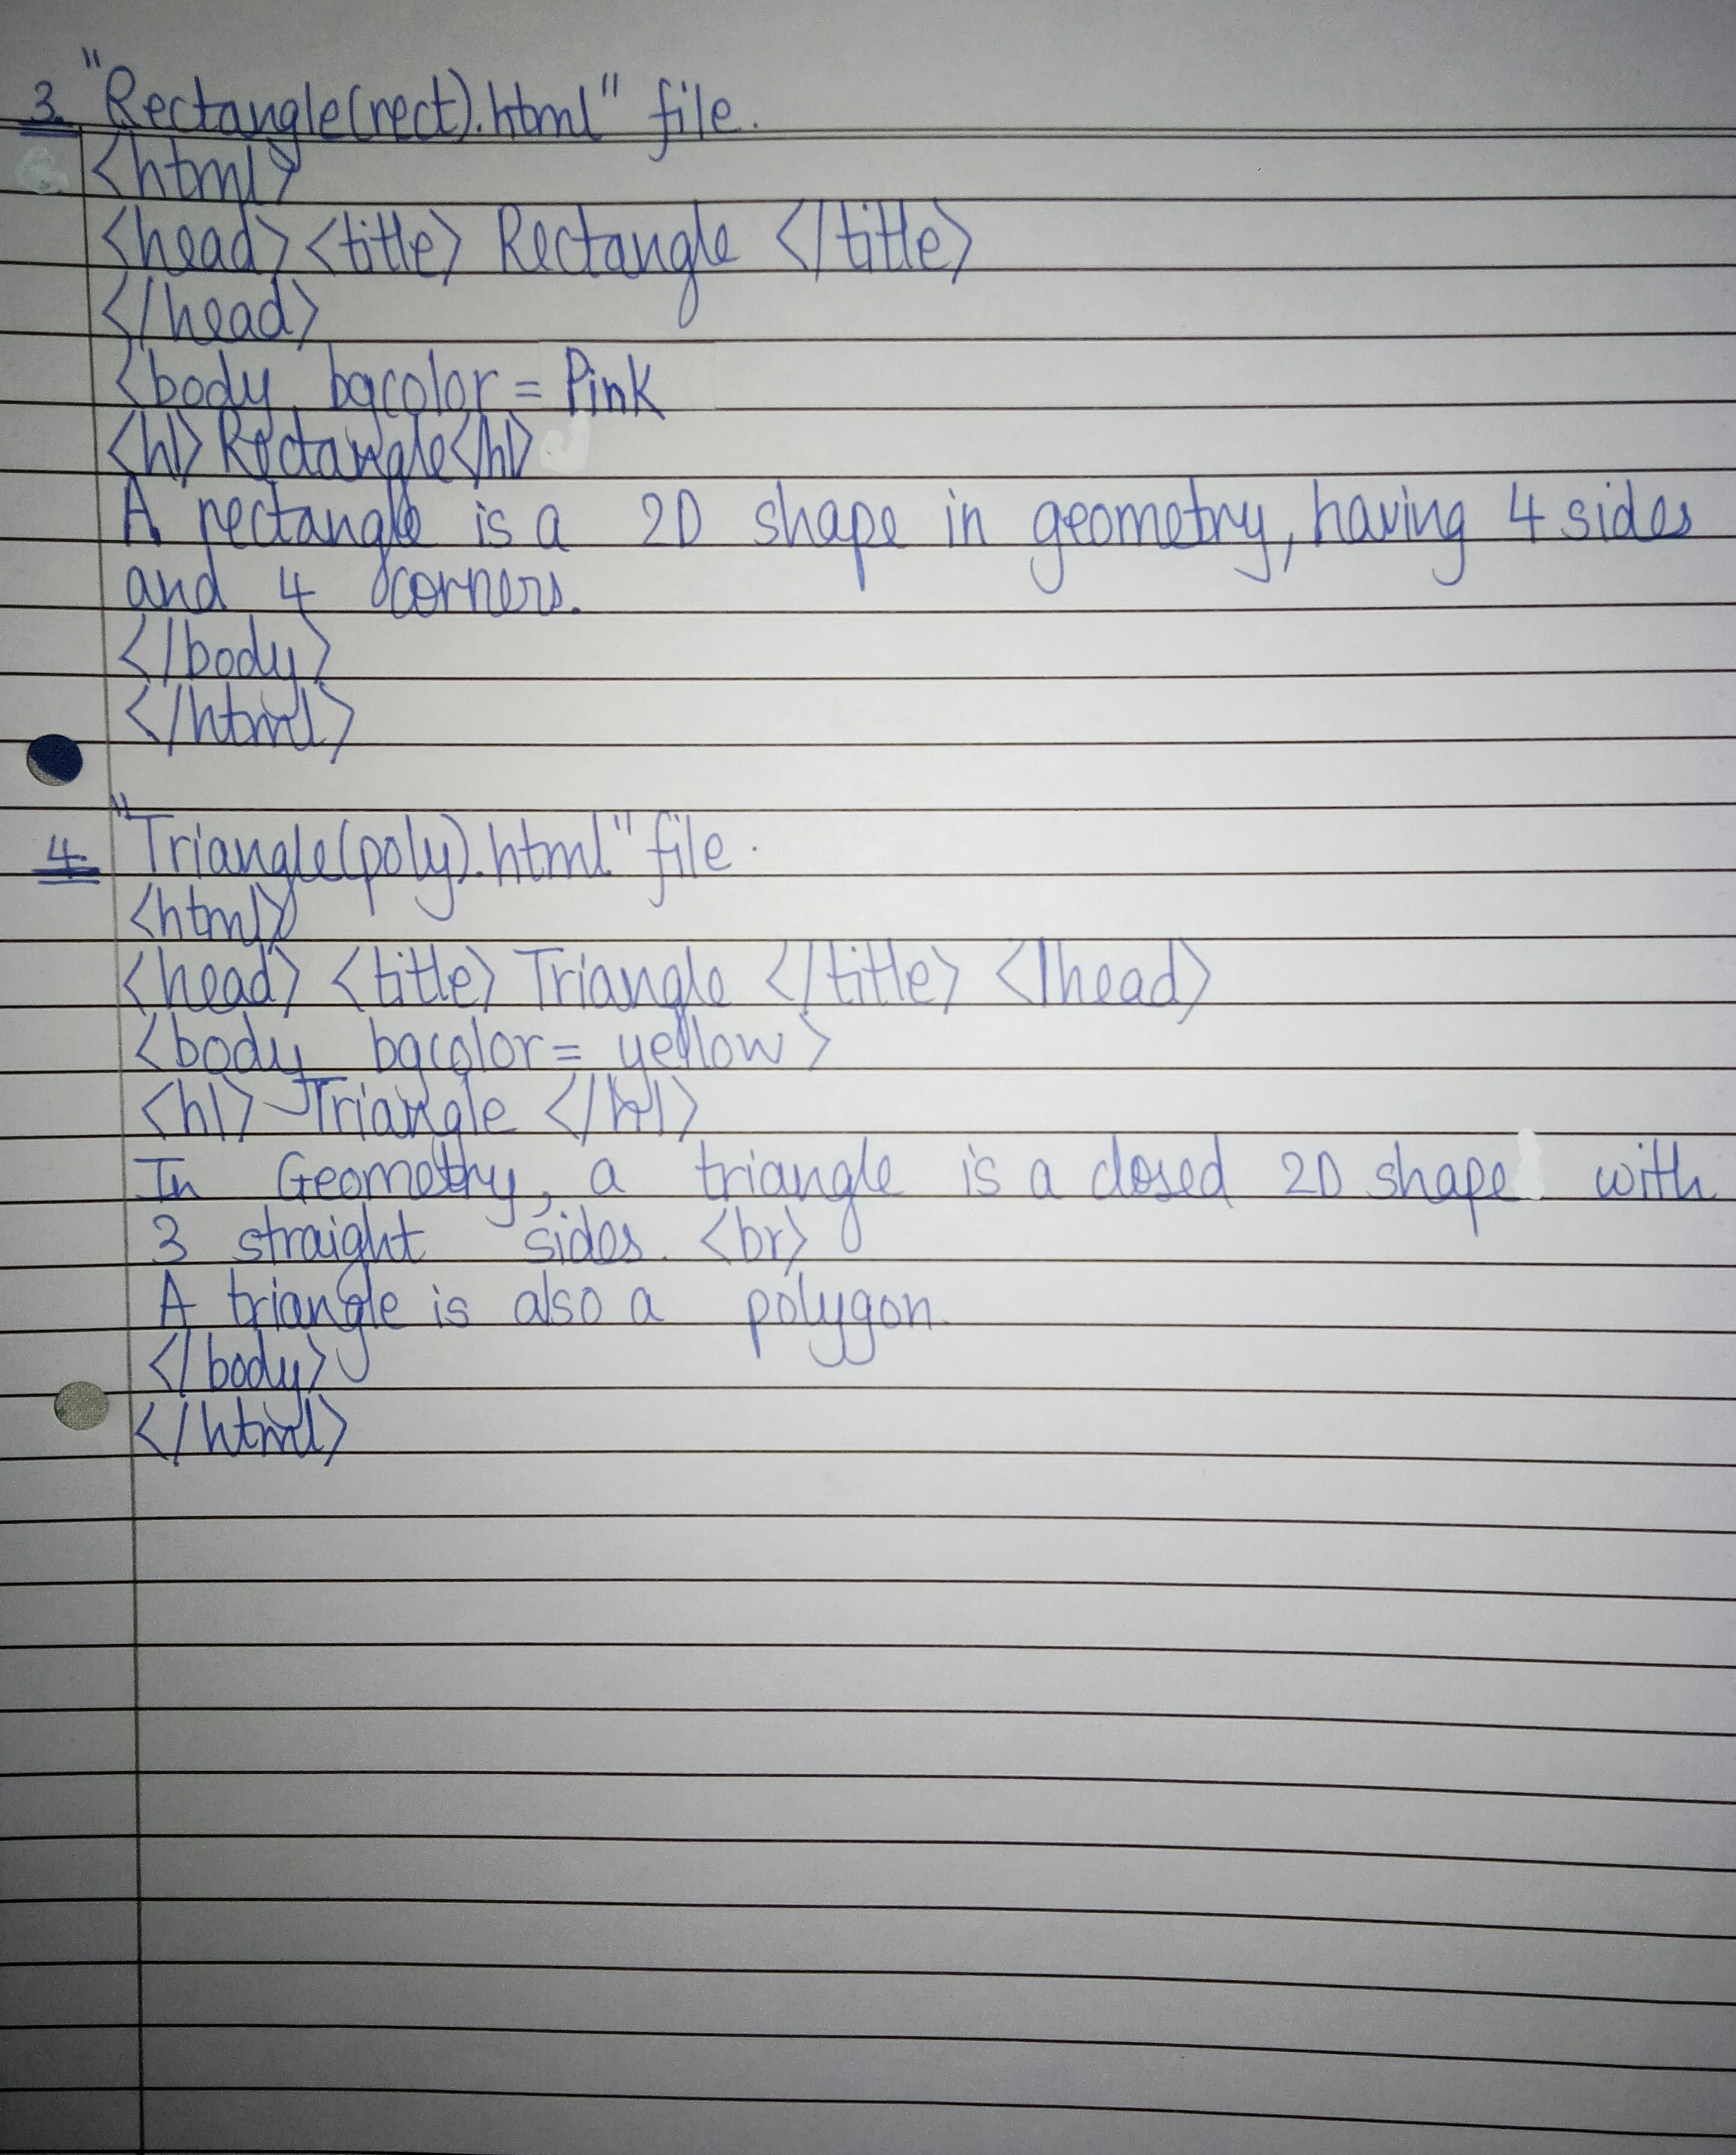 3. "Rectangle(rect).html" file.
<html>
<head><title> Rectangle </title>
</head>
<body bgcolor = Pink
<h1> Rectangle</h1>
A rectangle is a 2D shape in geometry, having 4 sides
and 4 corners.
</body>
</html>
4. "Triangle(poly).html" file.
<html>
<head> <title> Triangle </title> </head>
<body bgcolor = yellow>
<h1> Triangle </h1>
In Geometry, a triangle is a closed 2D shape with
3 straight sides. <br>
A triangle is also a polygon.
</body>
</html>